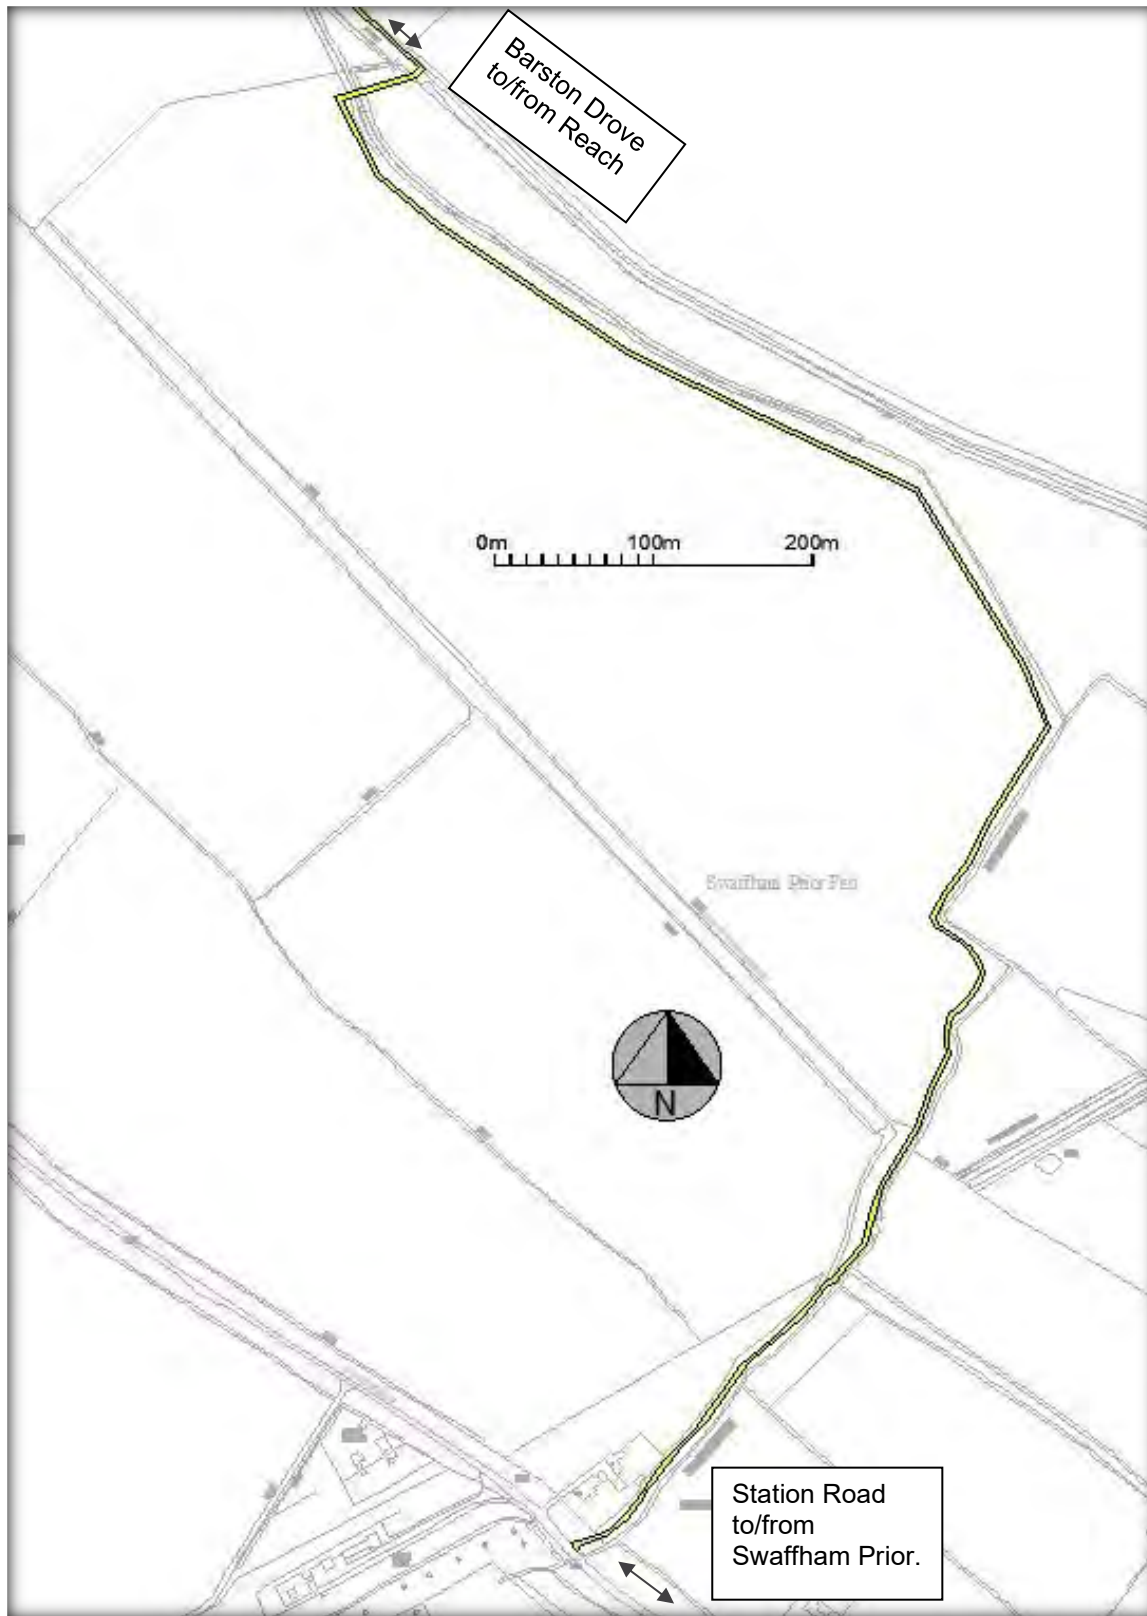 Barston Drove
to/from Reach
0m 100m 200m
Swaffham Prior Fen
N
Station Road
to/from
Swaffham Prior.